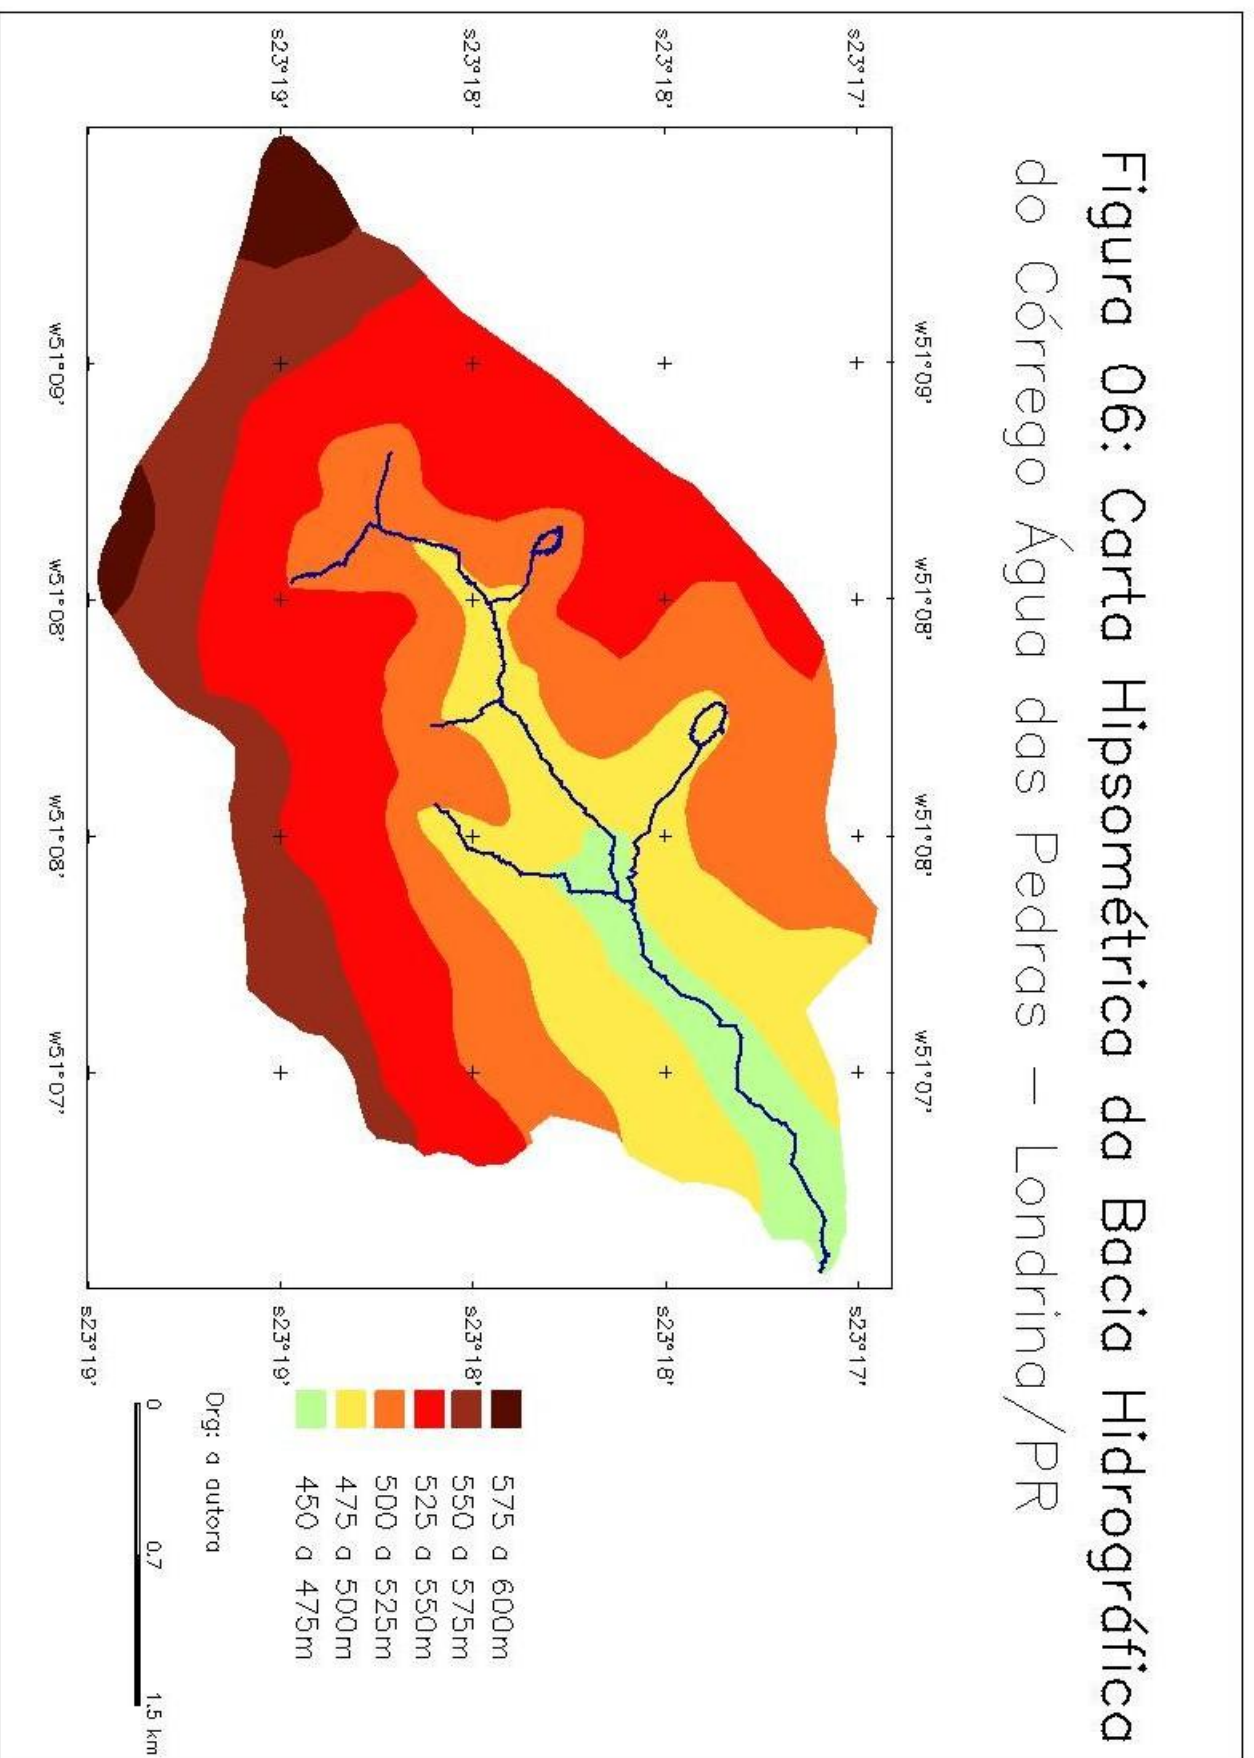 Figura 06: Carta Hipsométrica da Bacia Hidrográfica
do Córrego Água das Pedras – Londrina/PR
w51°09' w51°08' w51°08' w51°07'
s23°17' s23°17'
s23°18' s23°18'
s23°18' s23°18'
s23°19' s23°19'
s23°19'
w51°09' w51°08' w51°08' w51°07'
575 a 600m
550 a 575m
525 a 550m
500 a 525m
475 a 500m
450 a 475m
Org: a autora
0 0.7 1.5 km